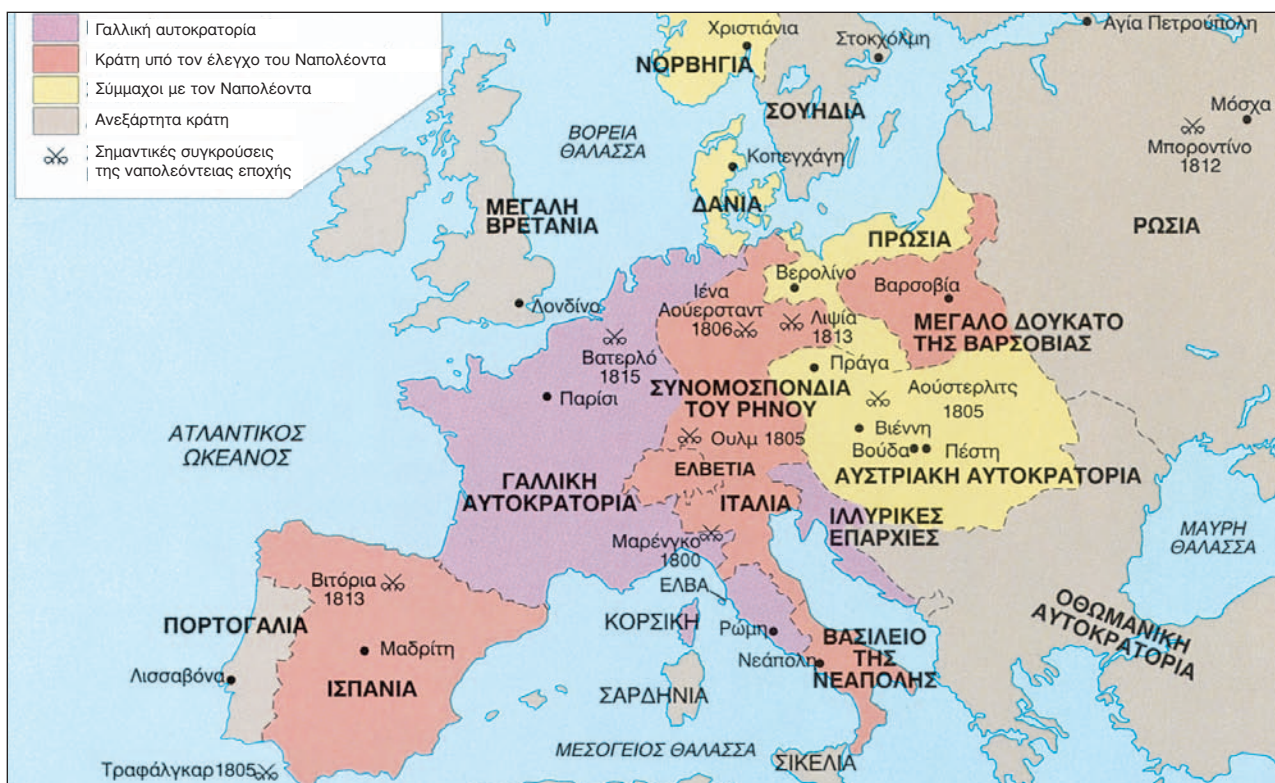 Γαλλική αυτοκρατορία
Κράτη υπό τον έλεγχο του Ναπολέοντα
Σύμμαχοι με τον Ναπολέοντα
Ανεξάρτητα κράτη
Σημαντικές συγκρούσεις
της ναπολεόντειας εποχής
Χριστιάνια
ΝΟΡΒΗΓΙΑ
Στοκχόλμη
ΣΟΥΗΔΙΑ
Αγία Πετρούπολη
Μόσχα
Μποροντίνο
1812
ΡΩΣΙΑ
ΒΟΡΕΙΑ
ΘΑΛΑΣΣΑ
Κοπεγχάγη
ΔΑΝΙΑ
ΜΕΓΑΛΗ
ΒΡΕΤΑΝΙΑ
Λονδίνο
ΠΡΩΣΙΑ
Βερολίνο
Βαρσοβία
ΜΕΓΑΛΟ ΔΟΥΚΑΤΟ
ΤΗΣ ΒΑΡΣΟΒΙΑΣ
Ιένα
Αουερσταντ
1806
Λιψία
1813
Βατερλό
1815
Παρίσι
Πράγα
ΣΥΝΟΜΟΣΠΟΝΔΙΑ
ΤΟΥ ΡΗΝΟΥ
Αούστερλιτς
1805
Βιέννη
Ουλμ 1805
Βούδα
Πέστη
ΑΤΛΑΝΤΙΚΟΣ
ΩΚΕΑΝΟΣ
ΓΑΛΛΙΚΗ
ΑΥΤΟΚΡΑΤΟΡΙΑ
ΕΛΒΕΤΙΑ
ΑΥΣΤΡΙΑΚΗ ΑΥΤΟΚΡΑΤΟΡΙΑ
ΙΤΑΛΙΑ
ΙΛΛΥΡΙΚΕΣ
ΕΠΑΡΧΙΕΣ
Μαρένγκο
1800
ΜΑΥΡΗ
ΘΑΛΑΣΣΑ
ΕΛΒΑ
ΚΟΡΣΙΚΗ
Ρώμη
Βιτόρια
1813
ΠΟΡΤΟΓΑΛΙΑ
Μαδρίτη
Λισσαβόνα
ΙΣΠΑΝΙΑ
Νεάπολη
ΒΑΣΙΛΕΙΟ
ΤΗΣ
ΝΕΑΠΟΛΗΣ
ΟΘΩΜΑΝΙΚΗ
ΑΥΤΟΚΡΑΤΟΡΙΑ
ΣΑΡΔΗΝΙΑ
ΜΕΣΟΓΕΙΟΣ ΘΑΛΑΣΣΑ
ΣΙΚΕΛΙΑ
Τραφάλγκαρ 1805